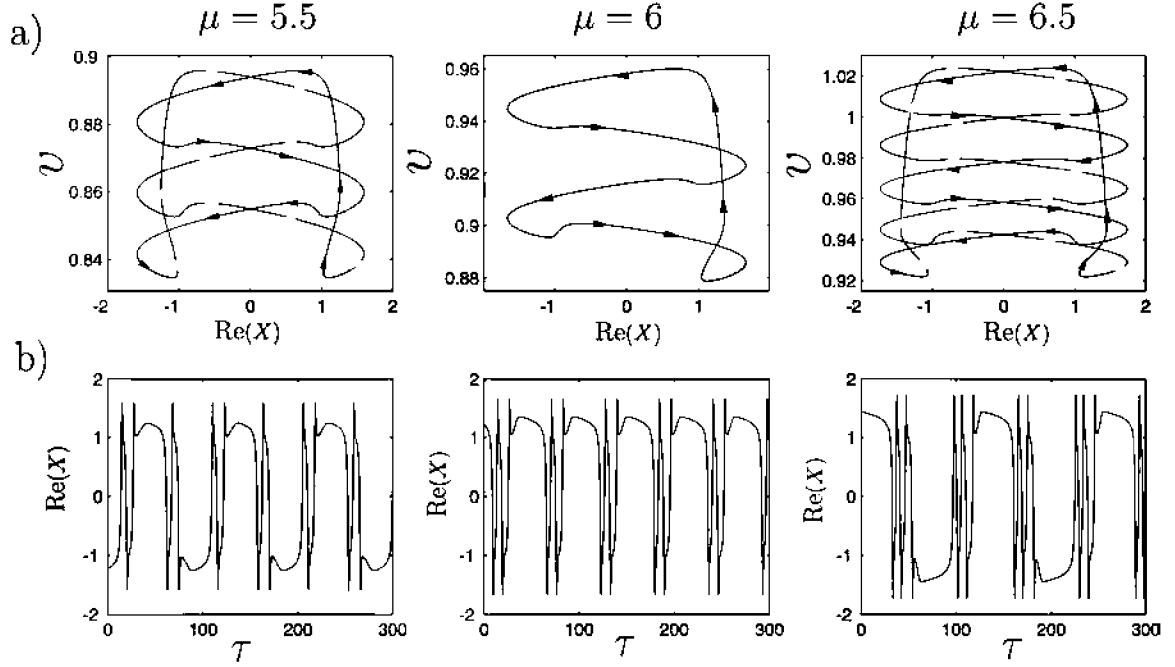 μ = 5.5 μ = 6 μ = 6.5
a)
0.9 0.96 1.02
0.88 0.94 1
0.86 0.92 0.98
0.84 0.9 0.96
0.88 0.94
0.92
υ υ υ
-2 -1 0 1 2 -2 -1 0 1 -2 -1 0 1 2
Re(X) Re(X) Re(X)
b)
2 2 2
1 1 1
0 0 0
-1 -1 -1
-2 -2 -2
Re(X) Re(X) Re(X)
0 100 200 300 0 100 200 300 0 100 200 300
τ τ τ